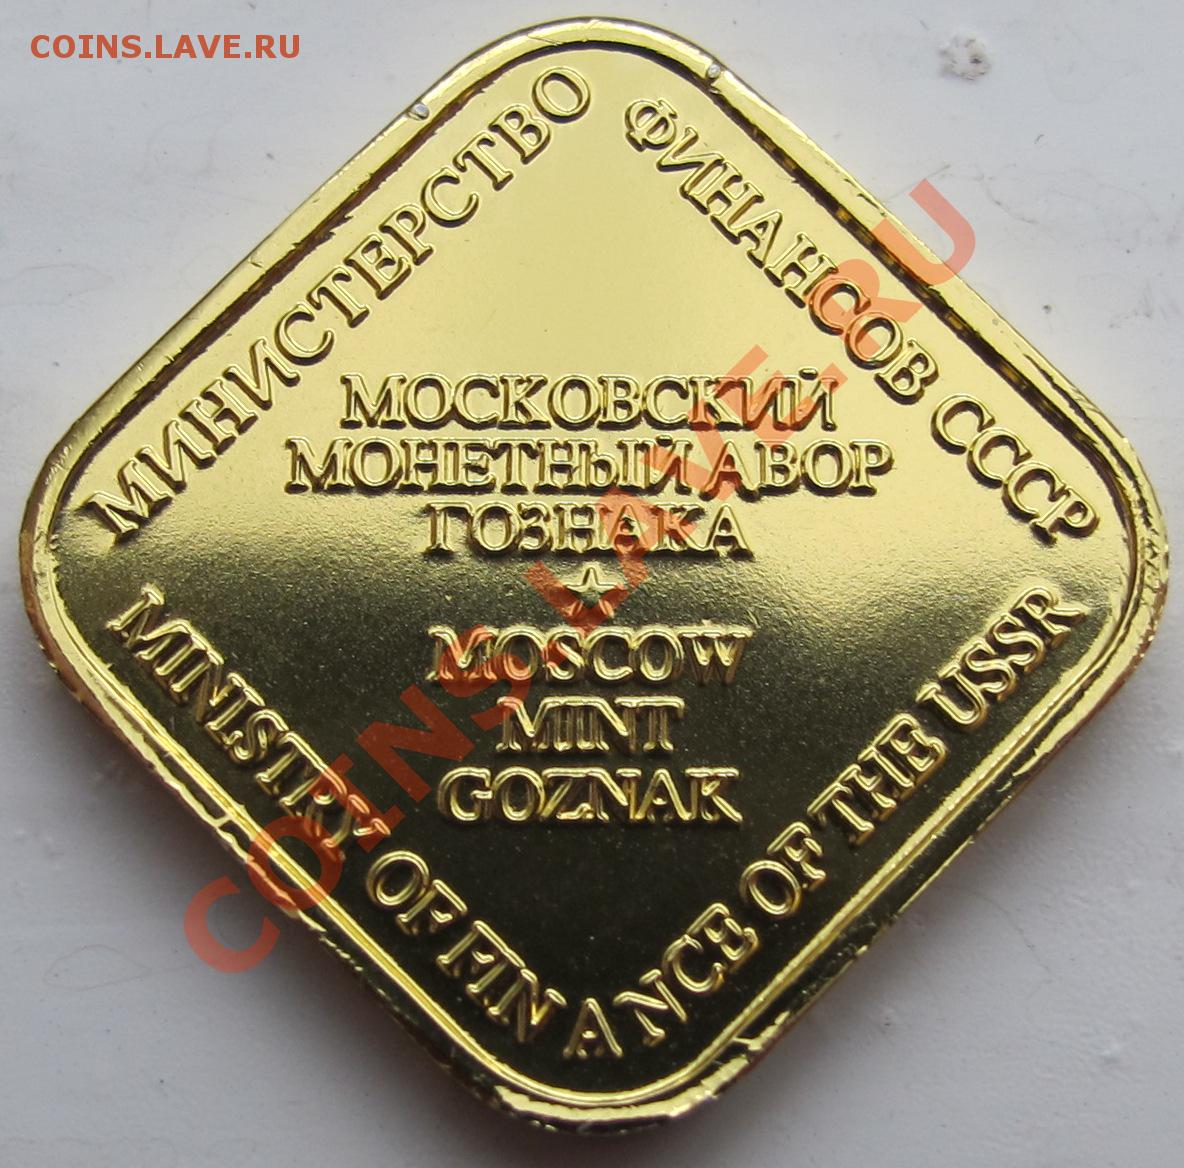 COINS.LAVE.RU
МИНИСТЕРСТВО ФИНАНСОВ СССР
МОСКОВСКИЙ
МОНЕТНЫЙ ДВОР
ГОЗНАКА
MOSCOW
MINT
GOZNAK
MINISTRY OF FINANCE OF THE USSR
COINS.LAVE.RU